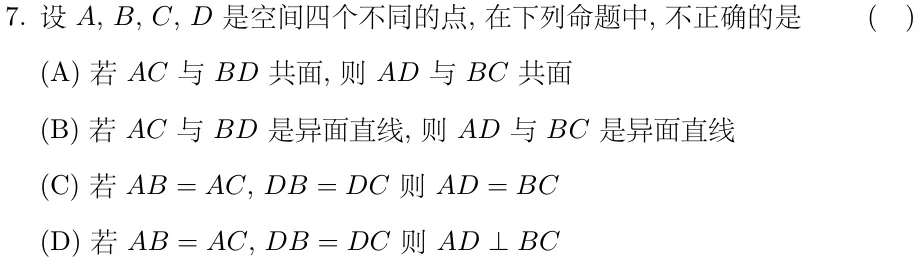 7. 设 A, B, C, D 是空间四个不同的点, 在下列命题中, 不正确的是 ( )
(A) 若 AC 与 BD 共面, 则 AD 与 BC 共面
(B) 若 AC 与 BD 是异面直线, 则 AD 与 BC 是异面直线
(C) 若 AB = AC, DB = DC 则 AD = BC
(D) 若 AB = AC, DB = DC 则 AD ⊥ BC